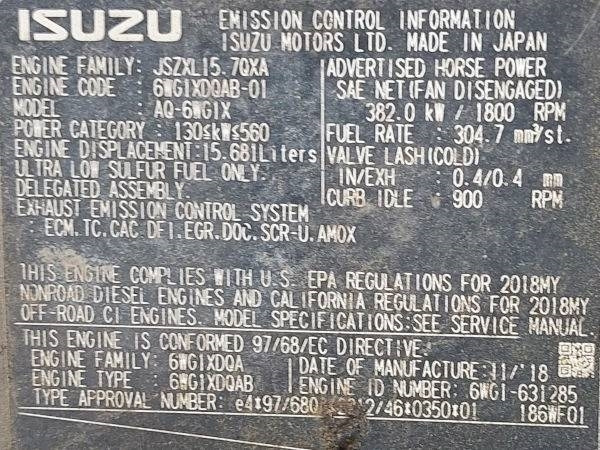 ISUZU EMISSION CONTROL INFORMATION
ISUZU MOTORS LTD. MADE IN JAPAN
ENGINE FAMILY: JSZXL15.7QXA
ENGINE CODE : 6WG1XDQAB-01
MODEL : AQ-6WG1X
POWER CATEGORY : 130≤kW≤560
ENGINE DISPLACEMENT:15.681Liters
ULTRA LOW SULFUR FUEL ONLY.
DELEGATED ASSEMBLY.
EXHAUST EMISSION CONTROL SYSTEM
: ECM.TC.CAC DFI.EGR.DOC.SCR-U.AMOX
ADVERTISED HORSE POWER
SAE NET(FAN DISENGAGED)
382.0 kW / 1800 RPM
FUEL RATE : 304.7 mm³/st.
VALVE LASH(COLD)
IN/EXH : 0.4/0.4 mm
CURB IDLE : 900 RPM
THIS ENGINE COMPLIES WITH U.S. EPA REGULATIONS FOR 2018MY
NONROAD DIESEL ENGINES AND CALIFORNIA REGULATIONS FOR 2018MY
OFF-ROAD CI ENGINES. MODEL SPECIFICATIONS:SEE SERVICE MANUAL.
THIS ENGINE IS CONFORMED 97/68/EC DIRECTIVE.
ENGINE FAMILY: 6WG1XDQA
ENGINE TYPE : 6WG1XDQAB
DATE OF MANUFACTURE:11/'18
ENGINE ID NUMBER: 6WG1-631285
TYPE APPROVAL NUMBER: e4*97/68 12/46*0350*01 186WF01